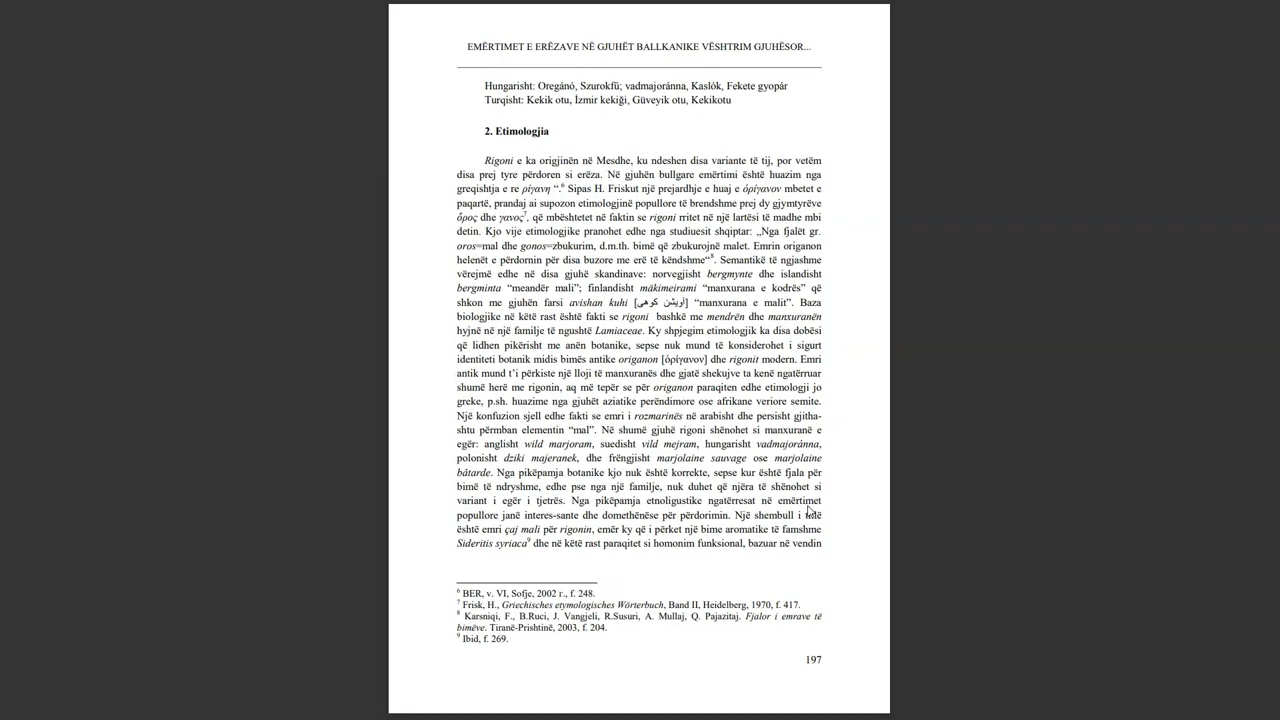 EMËRTIMET E ERËZAVE NË GJUHËT BALLKANIKE VËSHTRIM GJUHËSOR...
Hungarisht: Oregánó, Szurokfű; vadmajoránna, Kaslók, Fekete gyopár
Turqisht: Kekik otu, İzmir kekiği, Güveyik otu, Kekikotu
2. Etimologjia
Rigoni e ka origjinën në Mesdhe, ku ndeshen disa variante të tij, por vetëm
disa prej tyre përdoren si erëza. Në gjuhën bullgare emërtimi është huazim nga
greqishtja e re ρίγανη “.6 Sipas H. Friskut një prejardhje e huaj e όρίγανον mbetet e
paqartë, prandaj ai supozon etimologjinë popullore të brendshme prej dy gjymtyrëve
ὄρος dhe γανος7, që mbështetet në faktin se rigoni rritet në një lartësi të madhe mbi
detin. Kjo vije etimologjike pranohet edhe nga studiuesit shqiptar: „Nga fjalët gr.
oros=mal dhe gonos=zbukurim, d.m.th. bimë që zbukurojnë malet. Emrin origanon
helenët e përdornin për disa buzore me erë të këndshme“8. Semantikë të ngjashme
vërejmë edhe në disa gjuhë skandinave: norvegjisht bergmynte dhe islandisht
bergminta “meandër mali”; finlandisht mäkimeirami “manxurana e kodrës” që
shkon me gjuhën farsi avishan kuhi [آویشن کوهی] “manxurana e malit”. Baza
biologjike në këtë rast është fakti se rigoni bashkë me mendrën dhe manxuranën
hyjnë në një familje të ngushtë Lamiaceae. Ky shpjegim etimologjik ka disa dobësi
që lidhen pikërisht me anën botanike, sepse nuk mund të konsiderohet i sigurt
identiteti botanik midis bimës antike origanon [ὀρίγανον] dhe rigonit modern. Emri
antik mund t’i përkiste një lloji të manxuranës dhe gjatë shekujve ta kenë ngatërruar
shumë herë me rigonin, aq më tepër se për origanon paraqiten edhe etimologji jo
greke, p.sh. huazime nga gjuhët aziatike perëndimore ose afrikane veriore semite.
Një konfuzion sjell edhe fakti se emri i rozmarinës në arabisht dhe persisht gjitha-
shtu përmban elementin “mal”. Në shumë gjuhë rigoni shënohet si manxuranë e
egër: anglisht wild marjoram, suedisht vild mejram, hungarisht vadmajoránna,
polonisht dziki majeranek, dhe frëngjisht marjolaine sauvage ose marjolaine
bâtarde. Nga pikëpamja botanike kjo nuk është korrekte, sepse kur është fjala për
bimë të ndryshme, edhe pse nga një familje, nuk duhet që njëra të shënohet si
variant i egër i tjetrës. Nga pikëpamja etnoligustike ngatërresat në emërtimet
popullore janë interes-sante dhe domethënëse për përdorimin. Një shembull i tillë
është emri çaj mali për rigonin, emër ky që i përket një bime aromatike të famshme
Sideritis syriaca9 dhe në këtë rast paraqitet si homonim funksional, bazuar në vendin
6 BER, v. VI, Sofje, 2002 г., f. 248.
7 Frisk, H., Griechisches etymologisches Wörterbuch, Band II, Heidelberg, 1970, f. 417.
8 Karsniqi, F., B.Ruci, J. Vangjeli, R.Susuri, A. Mullaj, Q. Pajazitaj. Fjalor i emrave të
bimëve. Tiranë-Prishtinë, 2003, f. 204.
9 Ibid, f. 269.
197